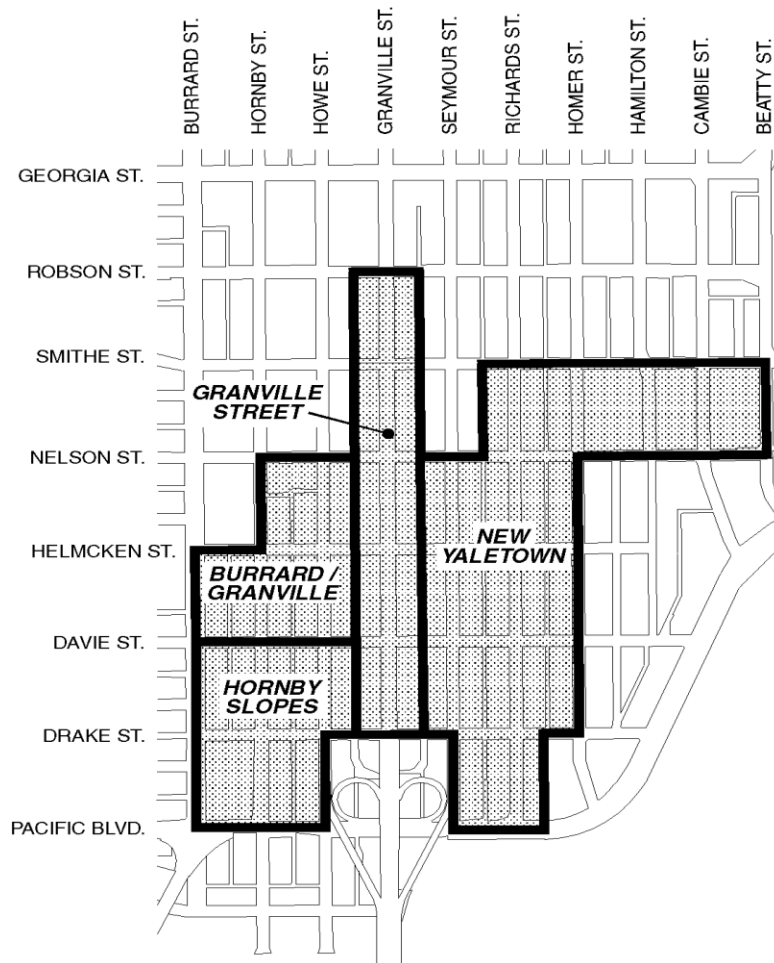 BURRARD ST.
HORNBY ST.
HOWE ST.
GRANVILLE ST.
SEYMOUR ST.
RICHARDS ST.
HOMER ST.
HAMILTON ST.
CAMBIE ST.
BEATTY ST.
GEORGIA ST.
ROBSON ST.
SMITHE ST.
GRANVILLE
STREET
NELSON ST.
NEW
YALETOWN
HELMCKEN ST.
BURRARD /
GRANVILLE
DAVIE ST.
HORNBY
SLOPES
DRAKE ST.
PACIFIC BLVD.